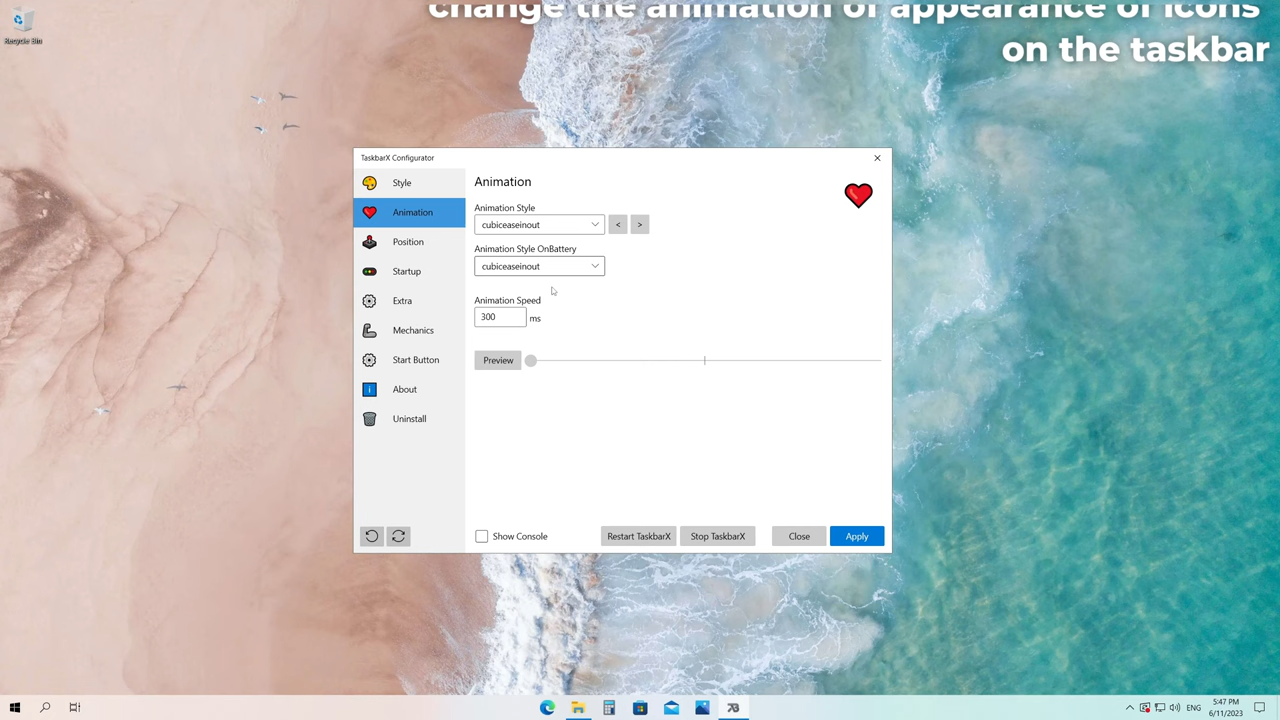 change the animation of appearance of icons
on the taskbar
Recycle Bin
TaskbarX Configurator
Style
Animation
Position
Startup
Extra
Mechanics
Start Button
About
Uninstall
Animation
Animation Style
cubiceaseinout
<
>
Animation Style OnBattery
cubiceaseinout
Animation Speed
300
ms
Preview
Show Console
Restart TaskbarX
Stop TaskbarX
Close
Apply
ENG
5:47 PM
6/11/2023